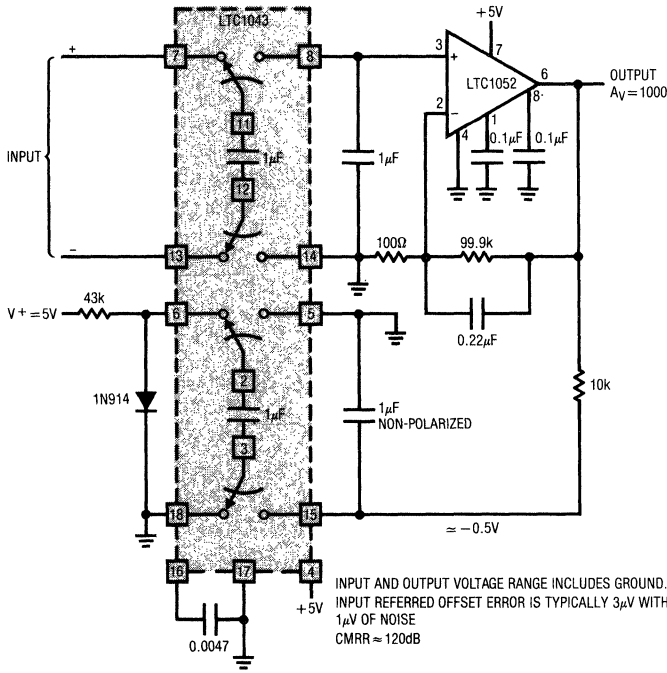 LTC1043
+5V
7
8
3
+
7
LTC1052
6
OUTPUT
AV=1000
2
−
8
1
4
0.1µF
0.1µF
+
11
1µF
12
1µF
INPUT
−
13
14
100Ω
99.9k
V+ =5V
43k
6
5
0.22µF
2
1N914
1µF
1µF
NON-POLARIZED
10k
3
18
15
≃ −0.5V
16
17
4
+5V
0.0047
INPUT AND OUTPUT VOLTAGE RANGE INCLUDES GROUND.
INPUT REFERRED OFFSET ERROR IS TYPICALLY 3µV WITH
1µV OF NOISE
CMRR ≈ 120dB